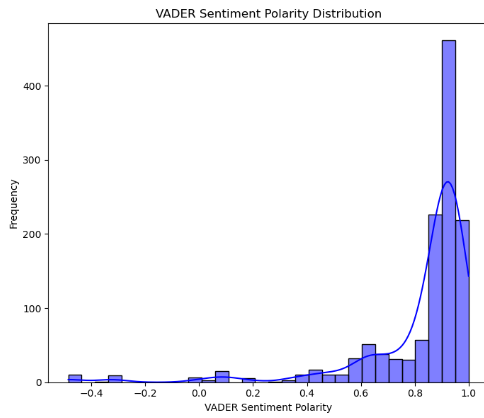 VADER Sentiment Polarity Distribution
Frequency
400
300
200
100
0
−0.4 −0.2 0.0 0.2 0.4 0.6 0.8 1.0
VADER Sentiment Polarity